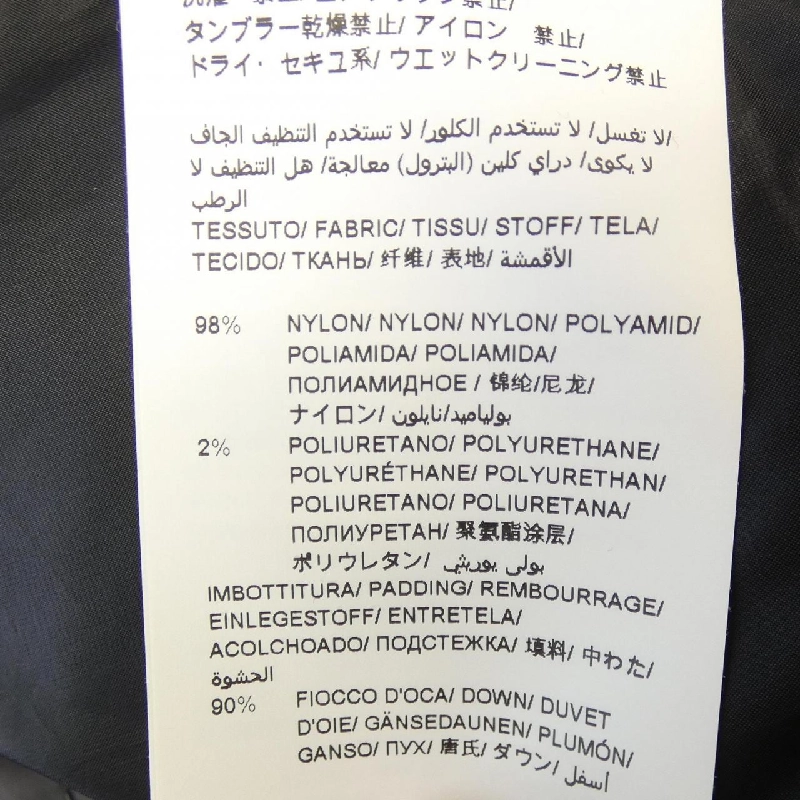 タンブラー乾燥禁止/ アイロン 禁止/
ドライ・ セキユ系/ ウエットクリーニング禁止
لا تغسل/ لا تستخدم الكلور/ لا تستخدم التنظيف الجاف/
لا يكوى/ دراي كلين (البترول) معالجة/ هل التنظيف لا
الرطب
TESSUTO/ FABRIC/ TISSU/ STOFF/ TELA/
TECIDO/ ТКАНЬ/ 纤维/ 表地/ الأقمشة
98% NYLON/ NYLON/ NYLON/ POLYAMID/
POLIAMIDA/ POLIAMIDA/
ПОЛИАМИДНОЕ / 锦纶/尼龙/
ナイロン/ بولياميد/نايلون
2% POLIURETANO/ POLYURETHANE/
POLYURÉTHANE/ POLYURETHAN/
POLIURETANO/ POLIURETANA/
ПОЛИУРЕТАН/ 聚氨酯涂层/
ポリウレタン/ بولي يوريثي
IMBOTTITURA/ PADDING/ REMBOURRAGE/
EINLEGESTOFF/ ENTRETELA/
ACOLCHOADO/ ПОДСТЕЖКА/ 填料/ 中わた/
الحشوة
90% FIOCCO D'OCA/ DOWN/ DUVET
D'OIE/ GÄNSEDAUNEN/ PLUMÓN/
GANSO/ ПУХ/ 唐氏/ ダウン/ أسفل/